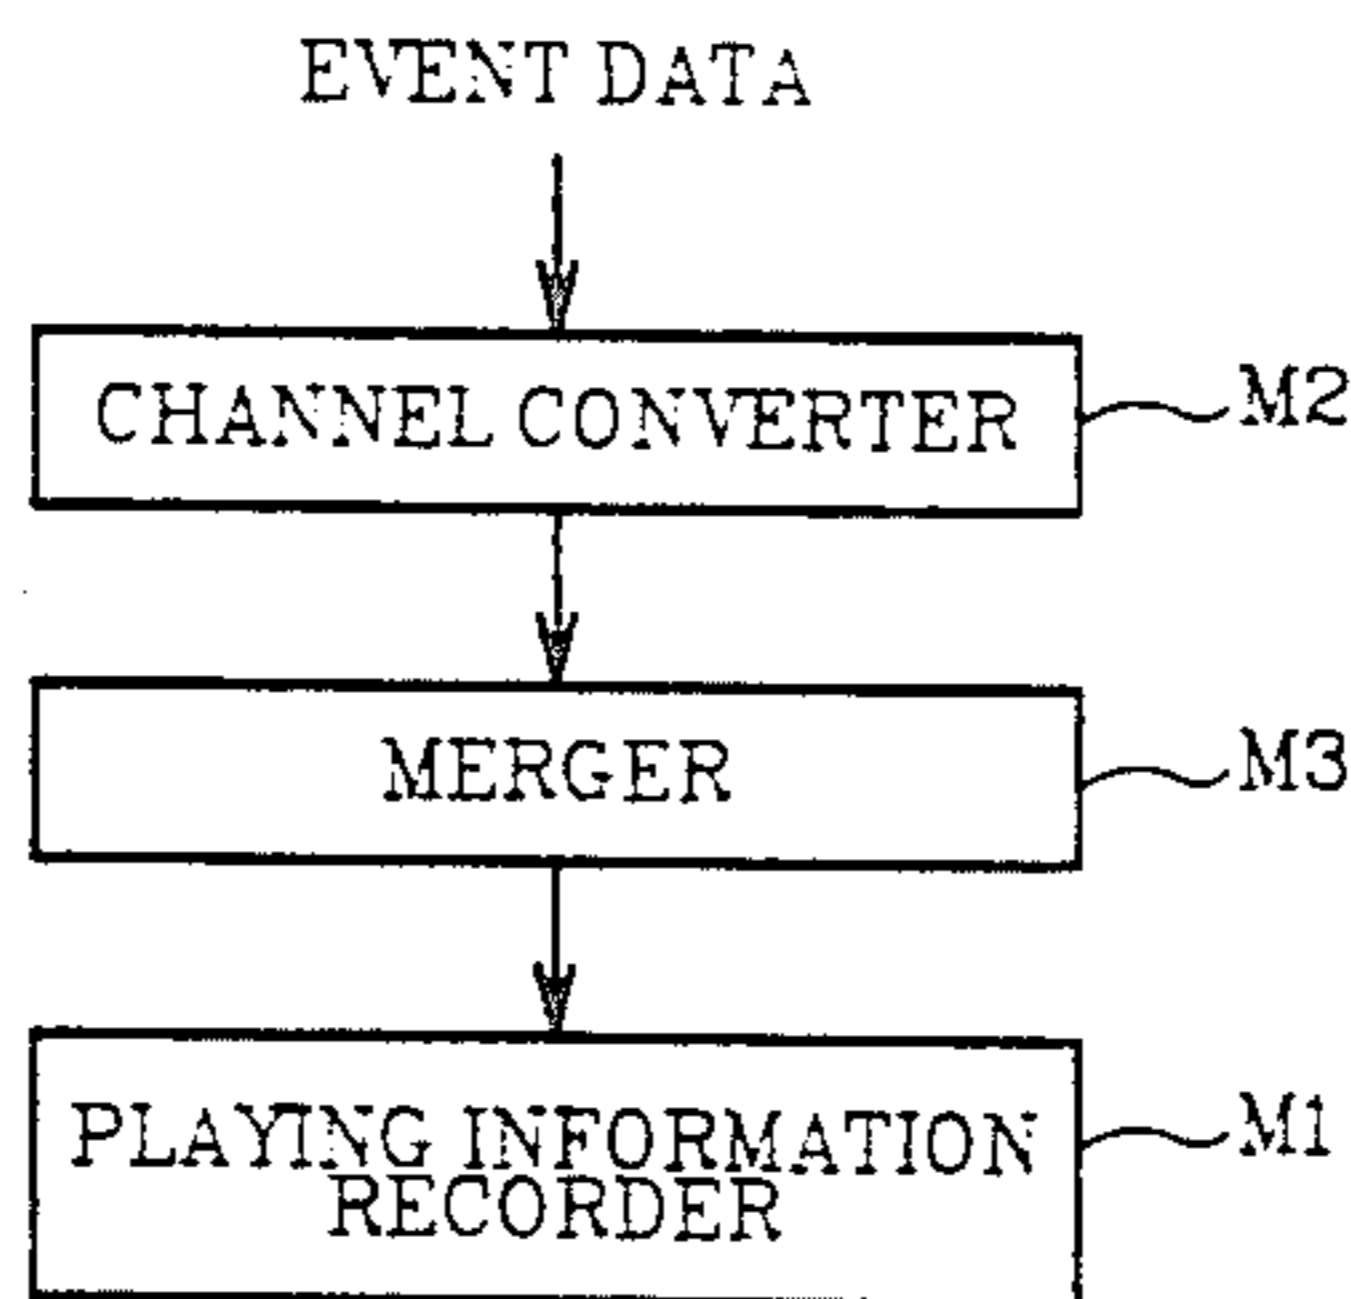 EVENT DATA
CHANNEL CONVERTER
M2
MERGER
M3
PLAYING INFORMATION
RECORDER
M1